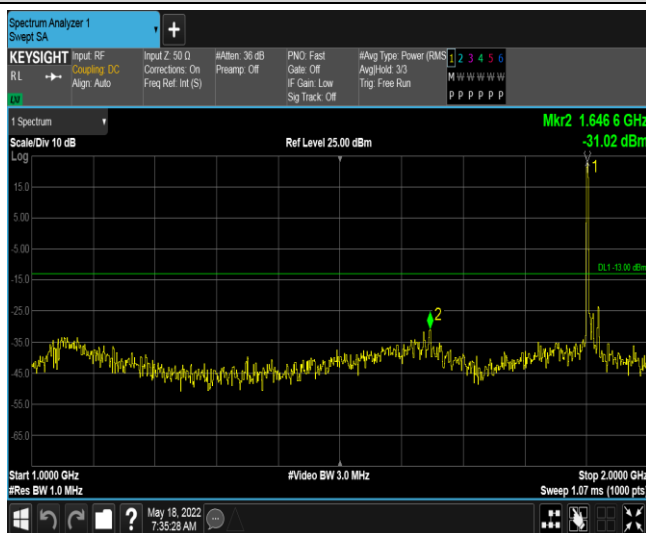 Spectrum Analyzer 1
Swept SA
+
KEYSIGHT Input: RF Input Z: 50 Ω #Atten: 36 dB PNO: Fast #Avg Type: Power (RMS 1 2 3 4 5 6
RL Coupling: DC Corrections: On Preamp: Off Gate: Off Avg|Hold: 3/3 M W W W W W
Align: Auto Freq Ref: Int (S) IF Gain: Low Trig: Free Run
Sig Track: Off P P P P P P
LXI
1 Spectrum Mkr2 1.646 6 GHz
Scale/Div 10 dB Ref Level 25.00 dBm -31.02 dBm
Log
1
15.0
5.00
-5.00
DL1 -13.00 dBm
-15.0
-25.0
2
-35.0
-45.0
-55.0
-65.0
Start 1.0000 GHz #Video BW 3.0 MHz Stop 2.0000 GHz
#Res BW 1.0 MHz Sweep 1.07 ms (1000 pts)
? May 18, 2022
7:35:28 AM